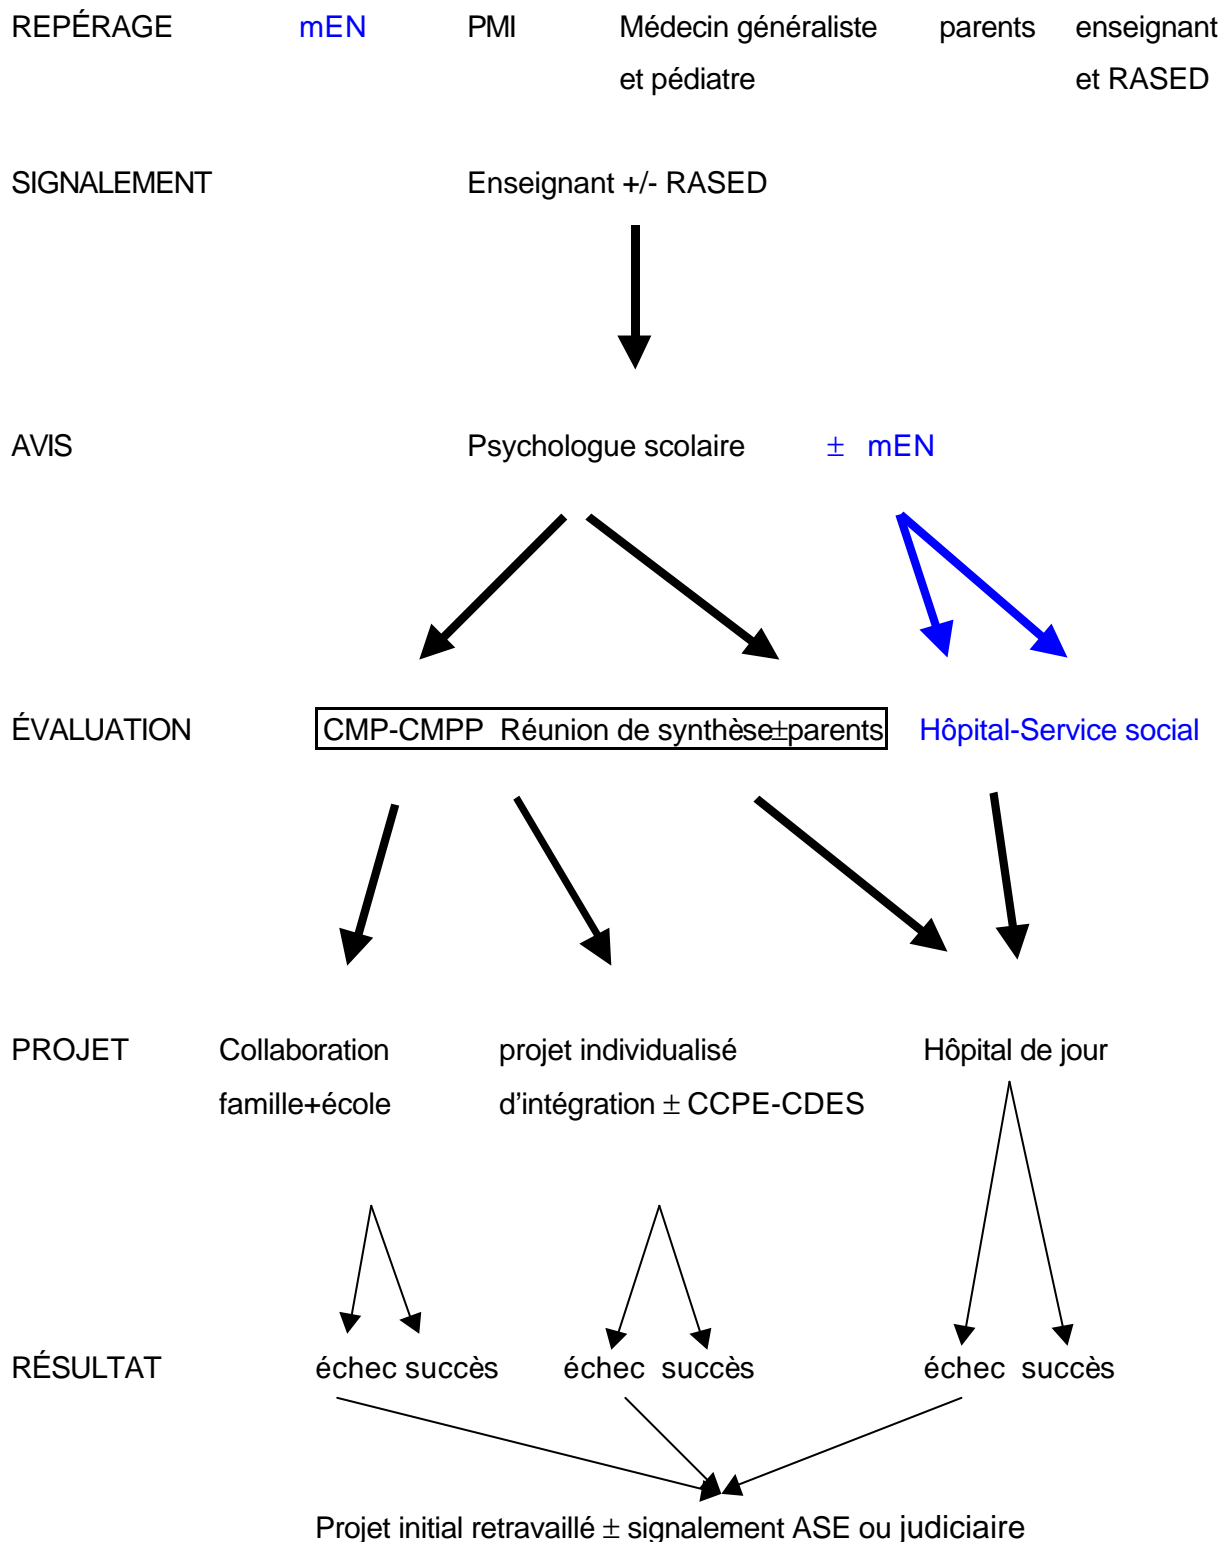 REPÉRAGE mEN PMI Médecin généraliste parents enseignant
et pédiatre et RASED
SIGNALEMENT Enseignant +/- RASED
AVIS Psychologue scolaire ± mEN
ÉVALUATION CMP-CMPP Réunion de synthèse±parents Hôpital-Service social
PROJET Collaboration projet individualisé Hôpital de jour
famille+école d'intégration ± CCPE-CDES
RÉSULTAT échec succès échec succès échec succès
Projet initial retravaillé ± signalement ASE ou judiciaire